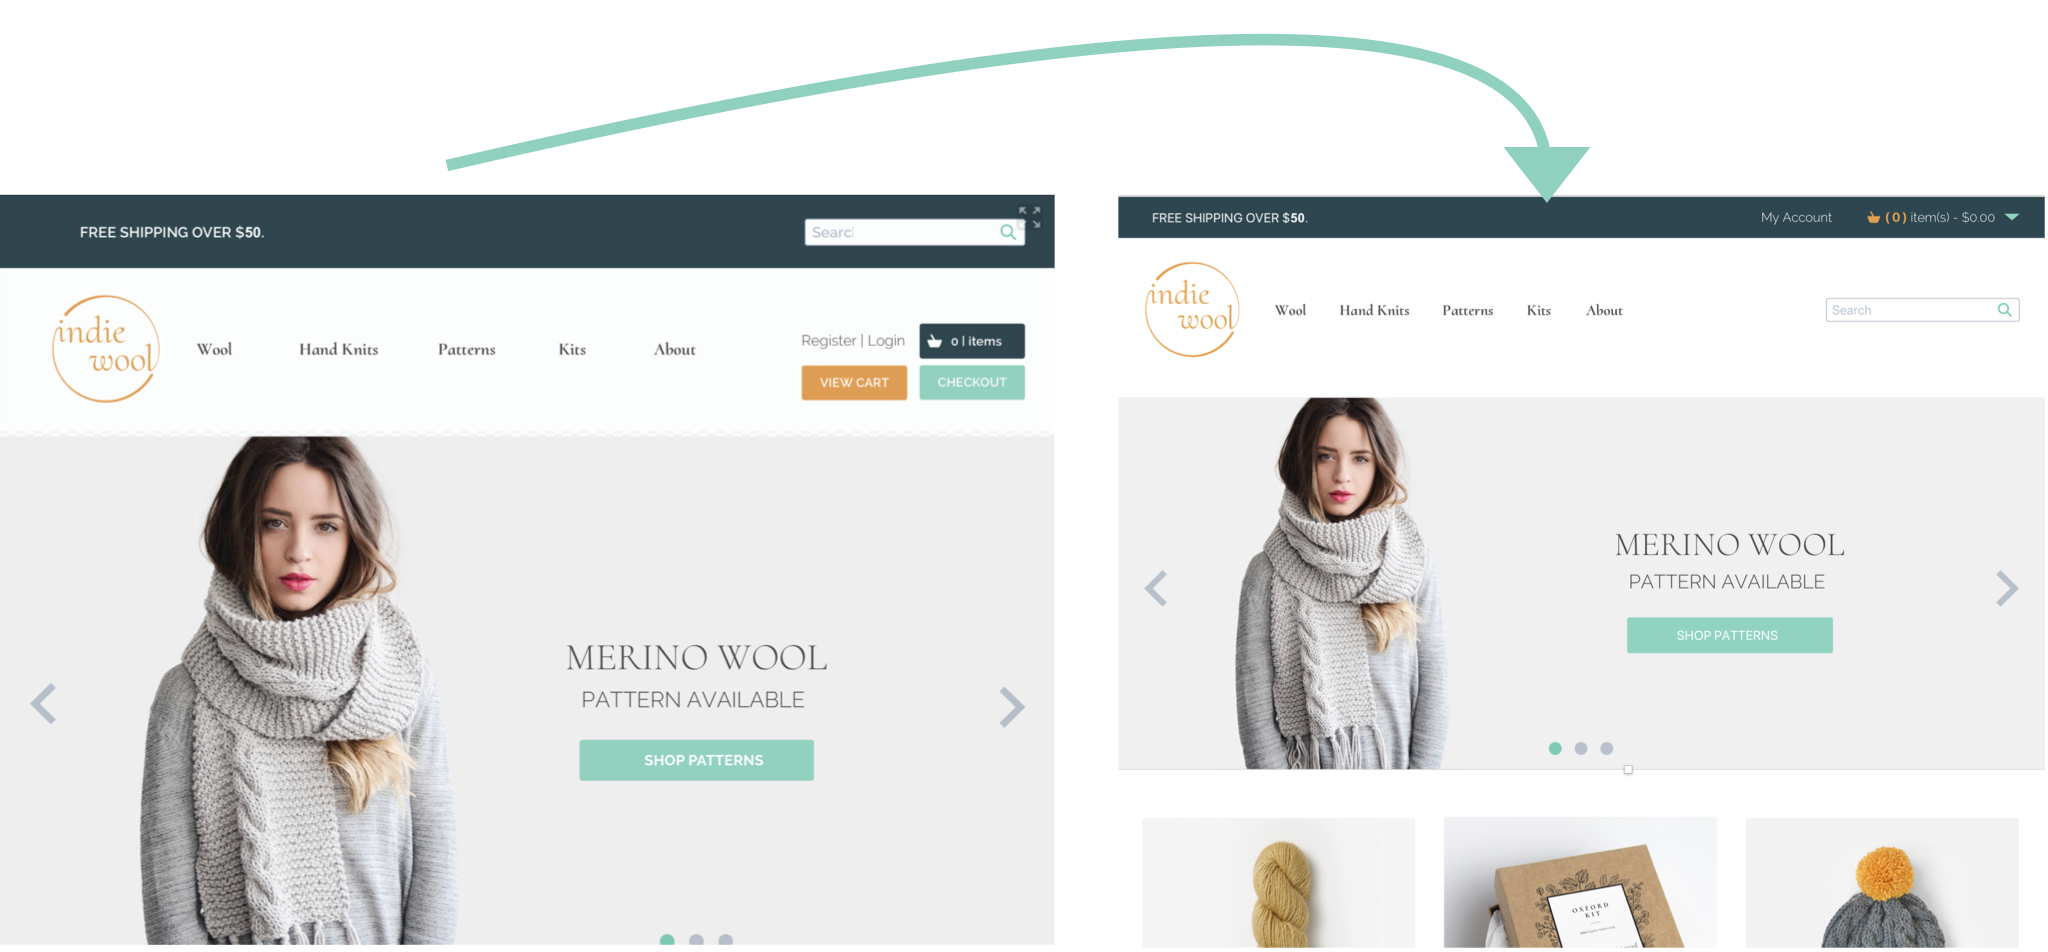 FREE SHIPPING OVER $50.
Searc
indie
wool
Wool Hand Knits Patterns Kits About
Register | Login
0 | items
VIEW CART
CHECKOUT
MERINO WOOL
PATTERN AVAILABLE
SHOP PATTERNS
FREE SHIPPING OVER $50.
My Account
( 0 ) item(s) - $0.00
indie
wool
Wool Hand Knits Patterns Kits About
Search
MERINO WOOL
PATTERN AVAILABLE
SHOP PATTERNS
OXFORD
KIT